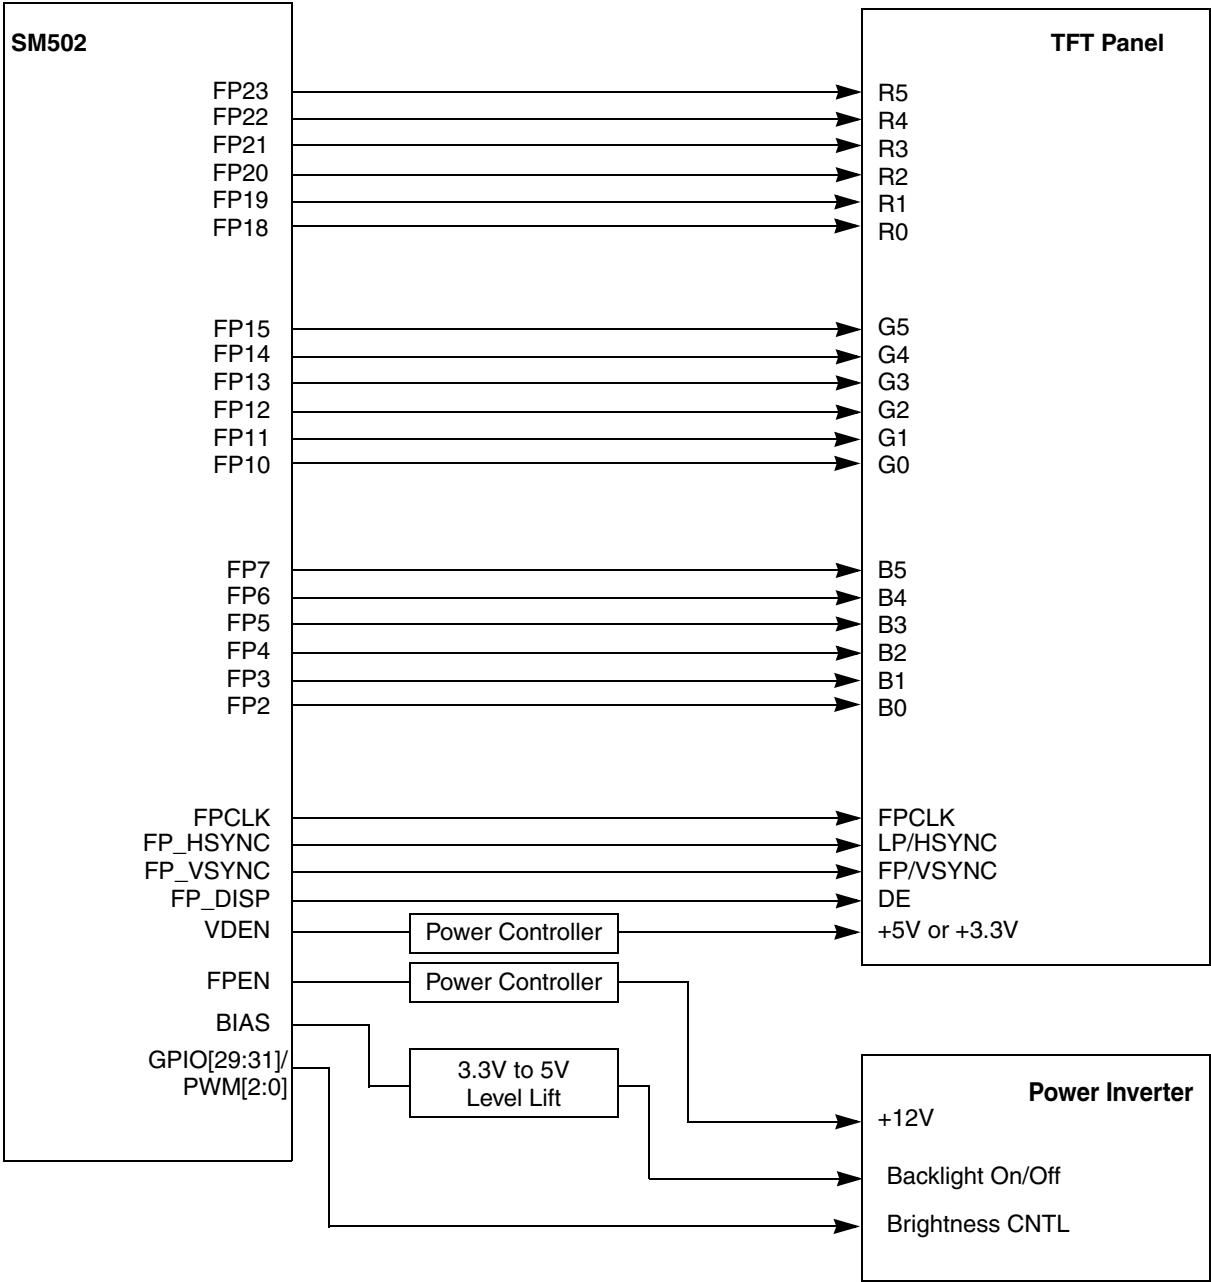 SM502
TFT Panel
FP23
R5
FP22
R4
FP21
R3
FP20
R2
FP19
R1
FP18
R0
FP15
G5
FP14
G4
FP13
G3
FP12
G2
FP11
G1
FP10
G0
FP7
B5
FP6
B4
FP5
B3
FP4
B2
FP3
B1
FP2
B0
FPCLK
FPCLK
FP_HSYNC
LP/HSYNC
FP_VSYNC
FP/VSYNC
FP_DISP
DE
VDEN
Power Controller
+5V or +3.3V
FPEN
Power Controller
BIAS
GPIO[29:31]/
PWM[2:0]
3.3V to 5V
Level Lift
Power Inverter
+12V
Backlight On/Off
Brightness CNTL